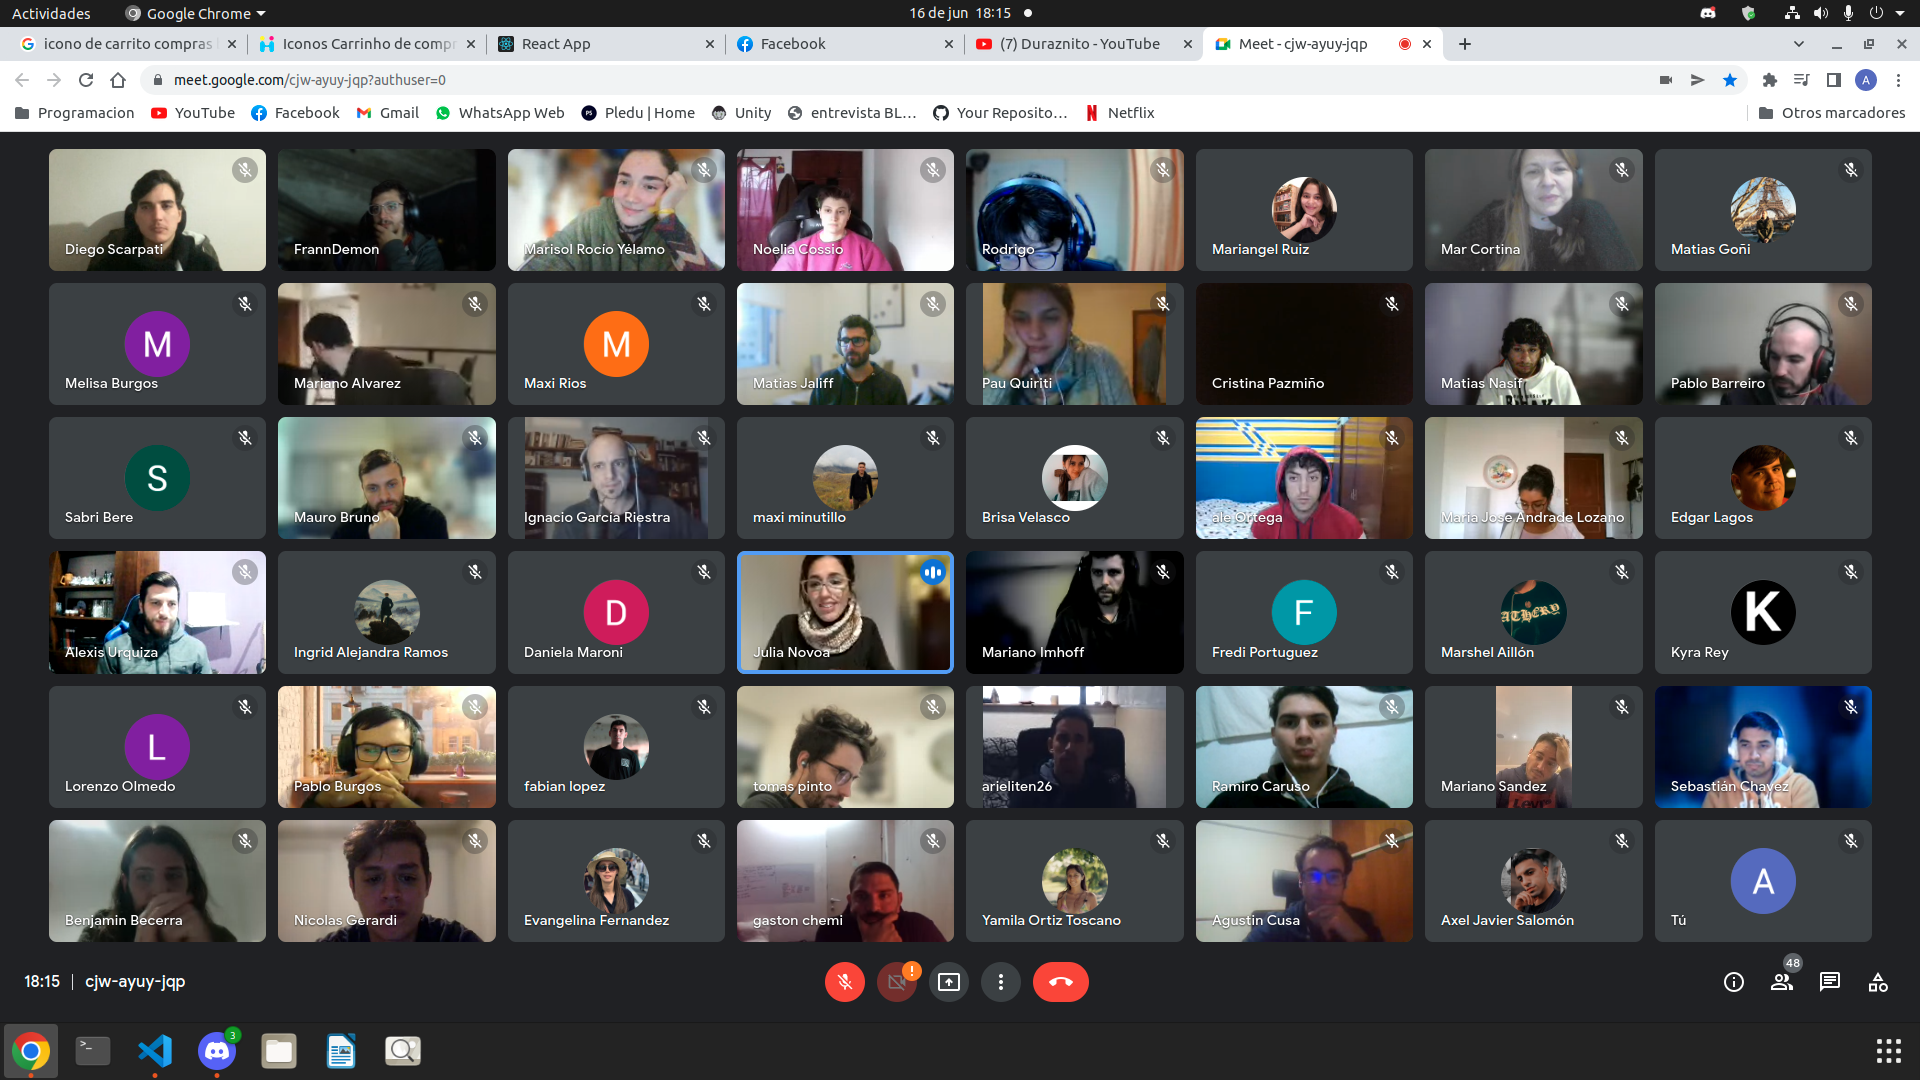 Actividades
Google Chrome
16 de jun 18:15
icono de carrito compras
Iconos Carrinho de comp
React App
Facebook
(7) Duraznito - YouTube
Meet - cjw-ayuy-jqp
meet.google.com/cjw-ayuy-jqp?authuser=0
A
Programacion
YouTube
Facebook
Gmail
WhatsApp Web
Pledu | Home
Unity
entrevista BL…
Your Reposito…
Netflix
Otros marcadores
Diego Scarpati
FrannDemon
Marisol Rocío Yélamo
Noelia Cossio
Rodrigo
Mariangel Ruiz
Mar Cortina
Matias Goñi
M
Melisa Burgos
Mariano Alvarez
M
Maxi Rios
Matias Jaliff
Pau Quiriti
Cristina Pazmiño
Matias Nasif
Pablo Barreiro
S
Sabri Bere
Mauro Bruno
Ignacio García Riestra
maxi minutillo
Brisa Velasco
ale Ortega
María José Andrade Lozano
Edgar Lagos
Alexis Urquiza
Ingrid Alejandra Ramos
D
Daniela Maroni
Julia Novoa
Mariano Imhoff
F
Fredi Portuguez
Marshel Aillón
K
Kyra Rey
L
Lorenzo Olmedo
Pablo Burgos
fabian lopez
tomas pinto
arieliten26
Ramiro Caruso
Mariano Sandez
Sebastián Chavez
Benjamin Becerra
Nicolas Gerardi
Evangelina Fernandez
gaston chemi
Yamila Ortiz Toscano
Agustin Cusa
Axel Javier Salomón
A
Tú
18:15 | cjw-ayuy-jqp
!
48
3